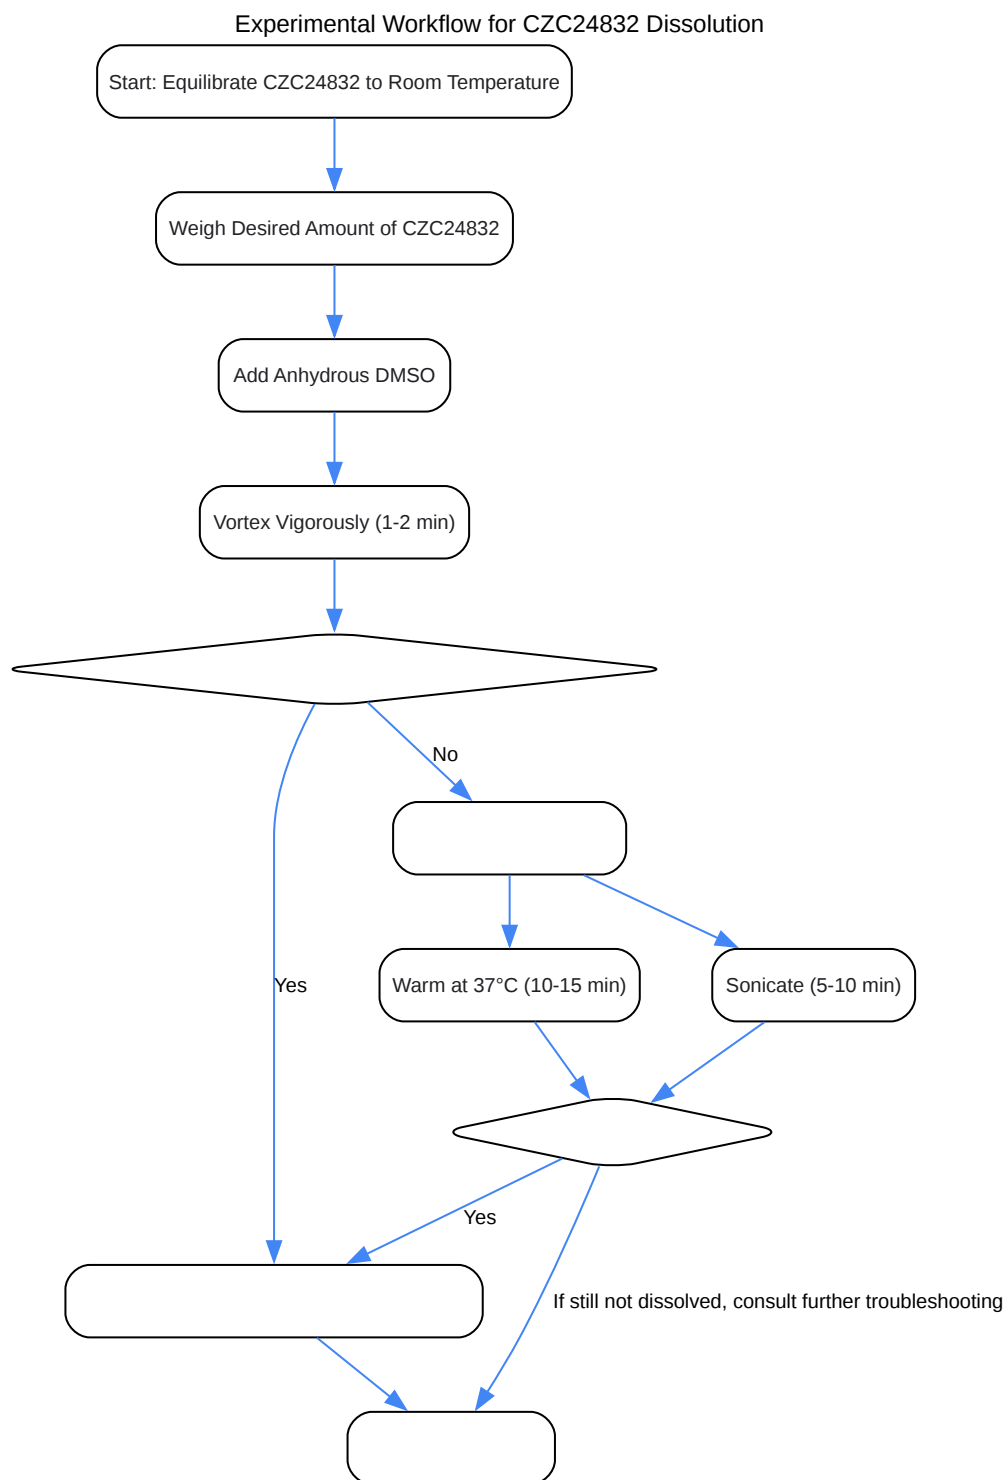 Experimental Workflow for CZC24832 Dissolution
Start: Equilibrate CZC24832 to Room Temperature
Weigh Desired Amount of CZC24832
Add Anhydrous DMSO
Vortex Vigorously (1-2 min)
No
Yes
Warm at 37°C (10-15 min)
Sonicate (5-10 min)
Yes
If still not dissolved, consult further troubleshooting